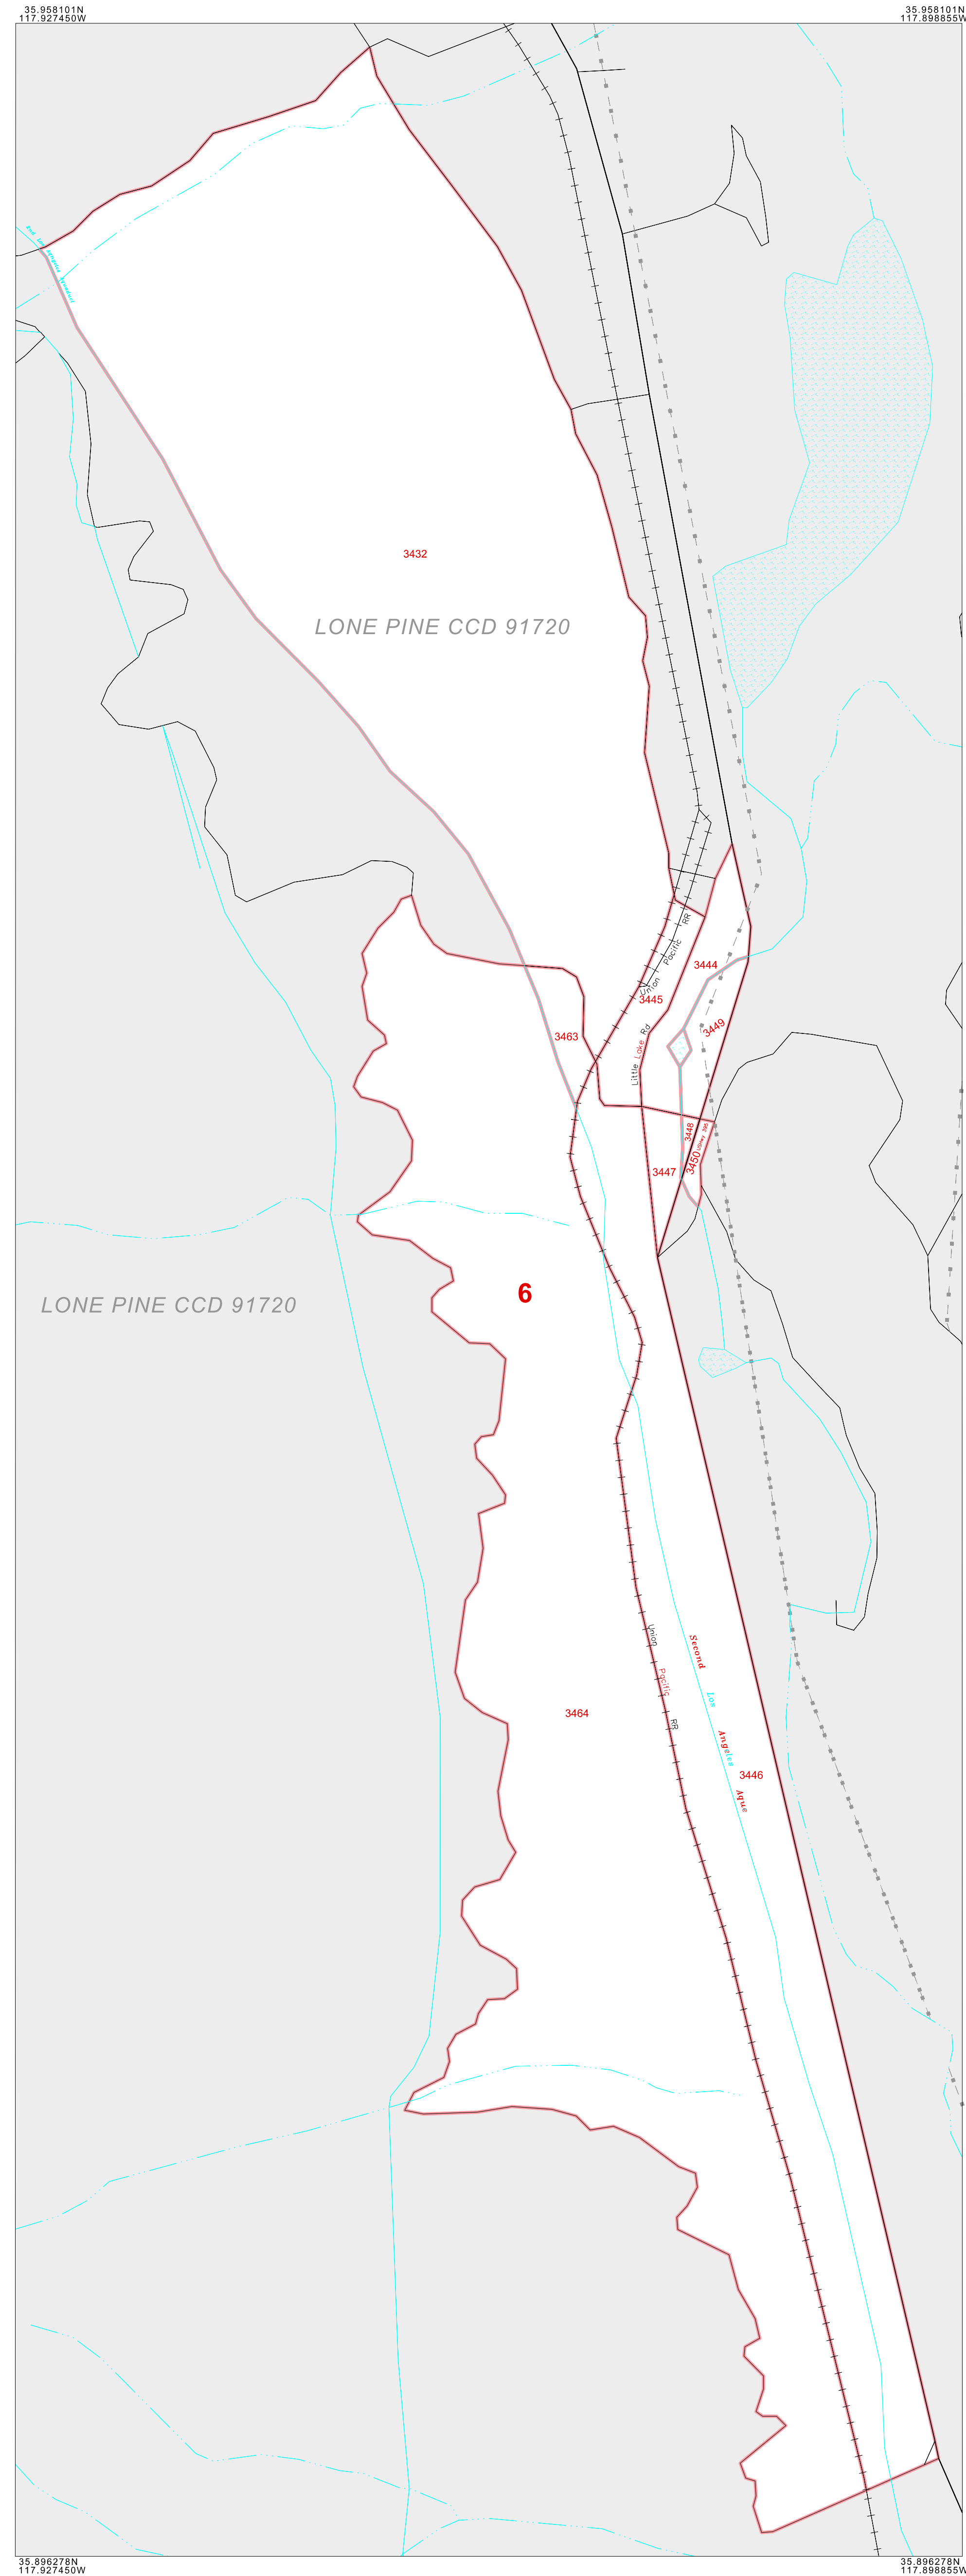 35.958101N
117.927450W
35.958101N
117.898855W
3432
LONE PINE CCD 91720
Union Pacific RR
3444
3445
3449
Little Lake Rd
3463
3448
3450
USHwy 395
3447
6
LONE PINE CCD 91720
Union Pacific RR
Second Los Angeles Aque
3464
3446
35.896278N
117.927450W
35.896278N
117.898855W